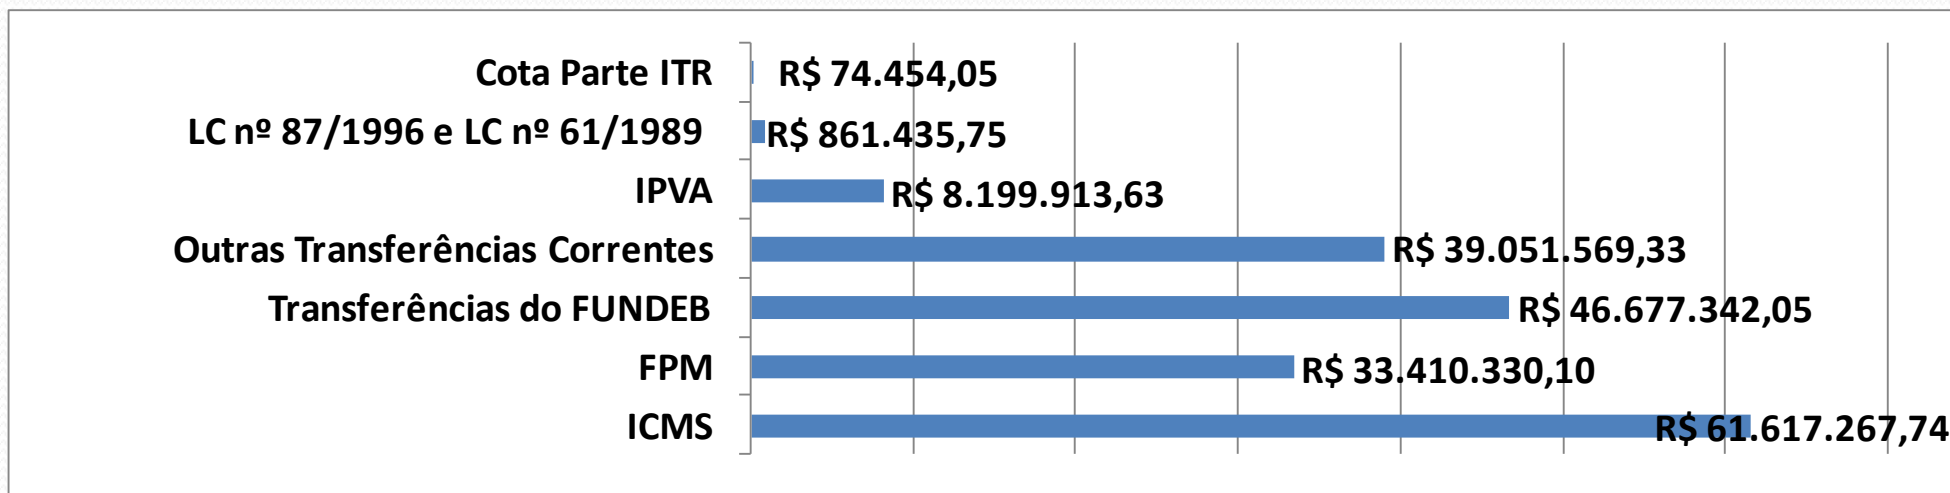 Cota Parte ITR R$ 74.454,05
LC nº 87/1996 e LC nº 61/1989 R$ 861.435,75
IPVA R$ 8.199.913,63
Outras Transferências Correntes R$ 39.051.569,33
Transferências do FUNDEB R$ 46.677.342,05
FPM R$ 33.410.330,10
ICMS R$ 61.617.267,74